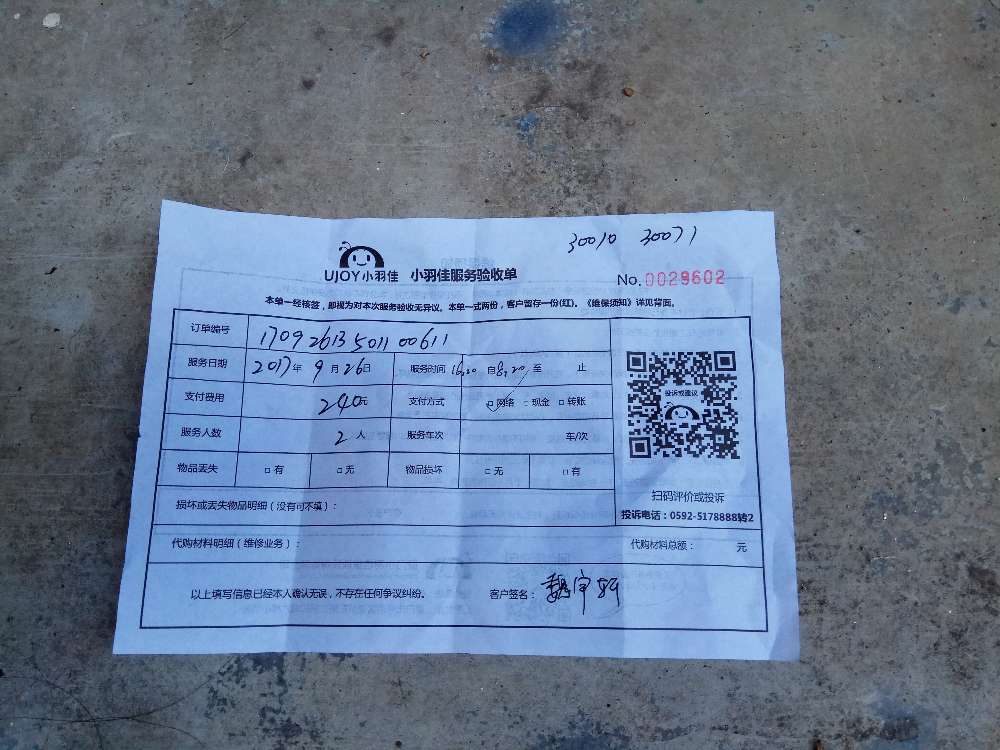 30010 30071
UJOY小羽佳 小羽佳服务验收单
No.0029602
本单一经核签，即视为对本次服务验收无异议。本单一式两份，客户留存一份(红)。《维保须知》详见背面。
订单编号 17092613501100611
服务日期 2017年9月26日 服务时间 16:20 自8:20 至 止
支付费用 240元 支付方式 □网络 □现金 □转账
服务人数 2人 服务车次 车/次
物品丢失 □有 □无 物品损坏 □无 □有
投诉或建议
扫码评价或投诉
损坏或丢失物品明细（没有可不填）：
投诉电话：0592-5178888转2
代购材料明细（维修业务）： 代购材料总额： 元
以上填写信息已经本人确认无误，不存在任何争议纠纷。 客户签名：